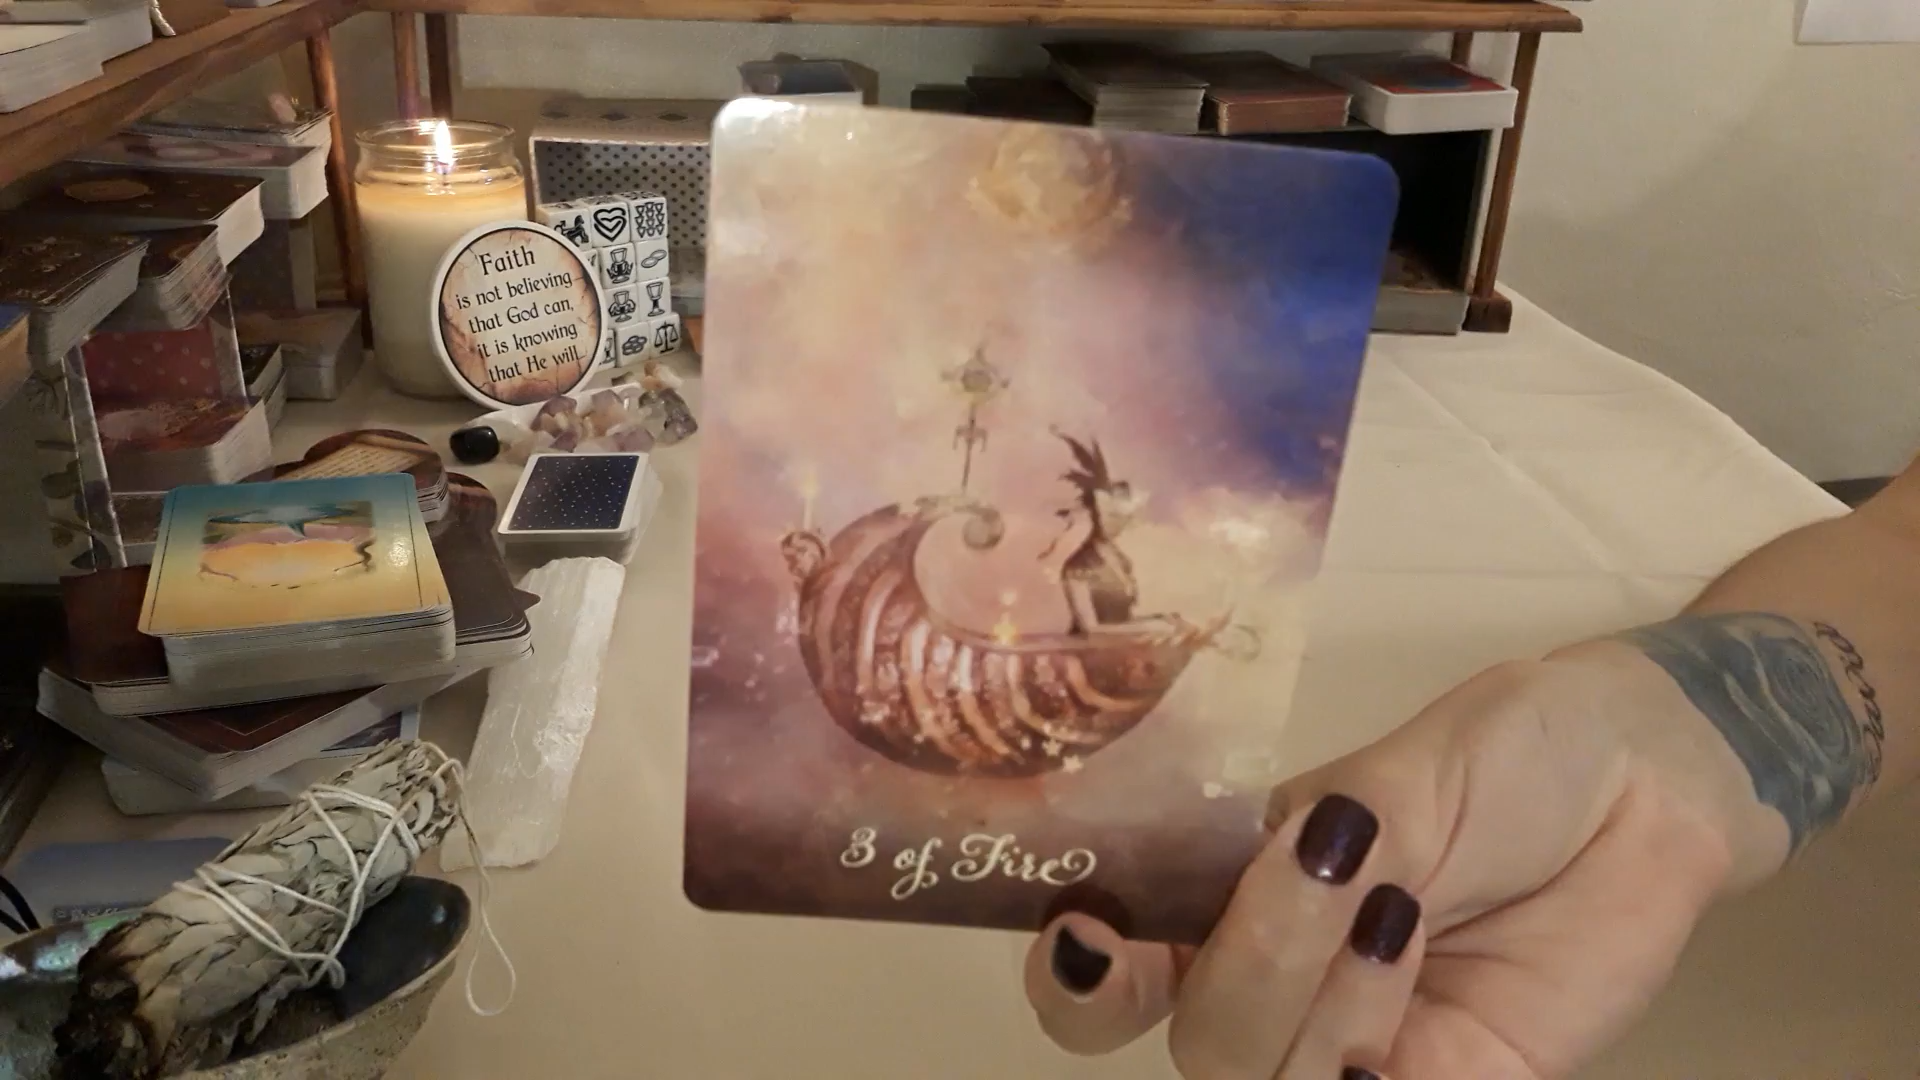 Faith
is not believing
that God can,
it is knowing
that He will.
3 of Fire